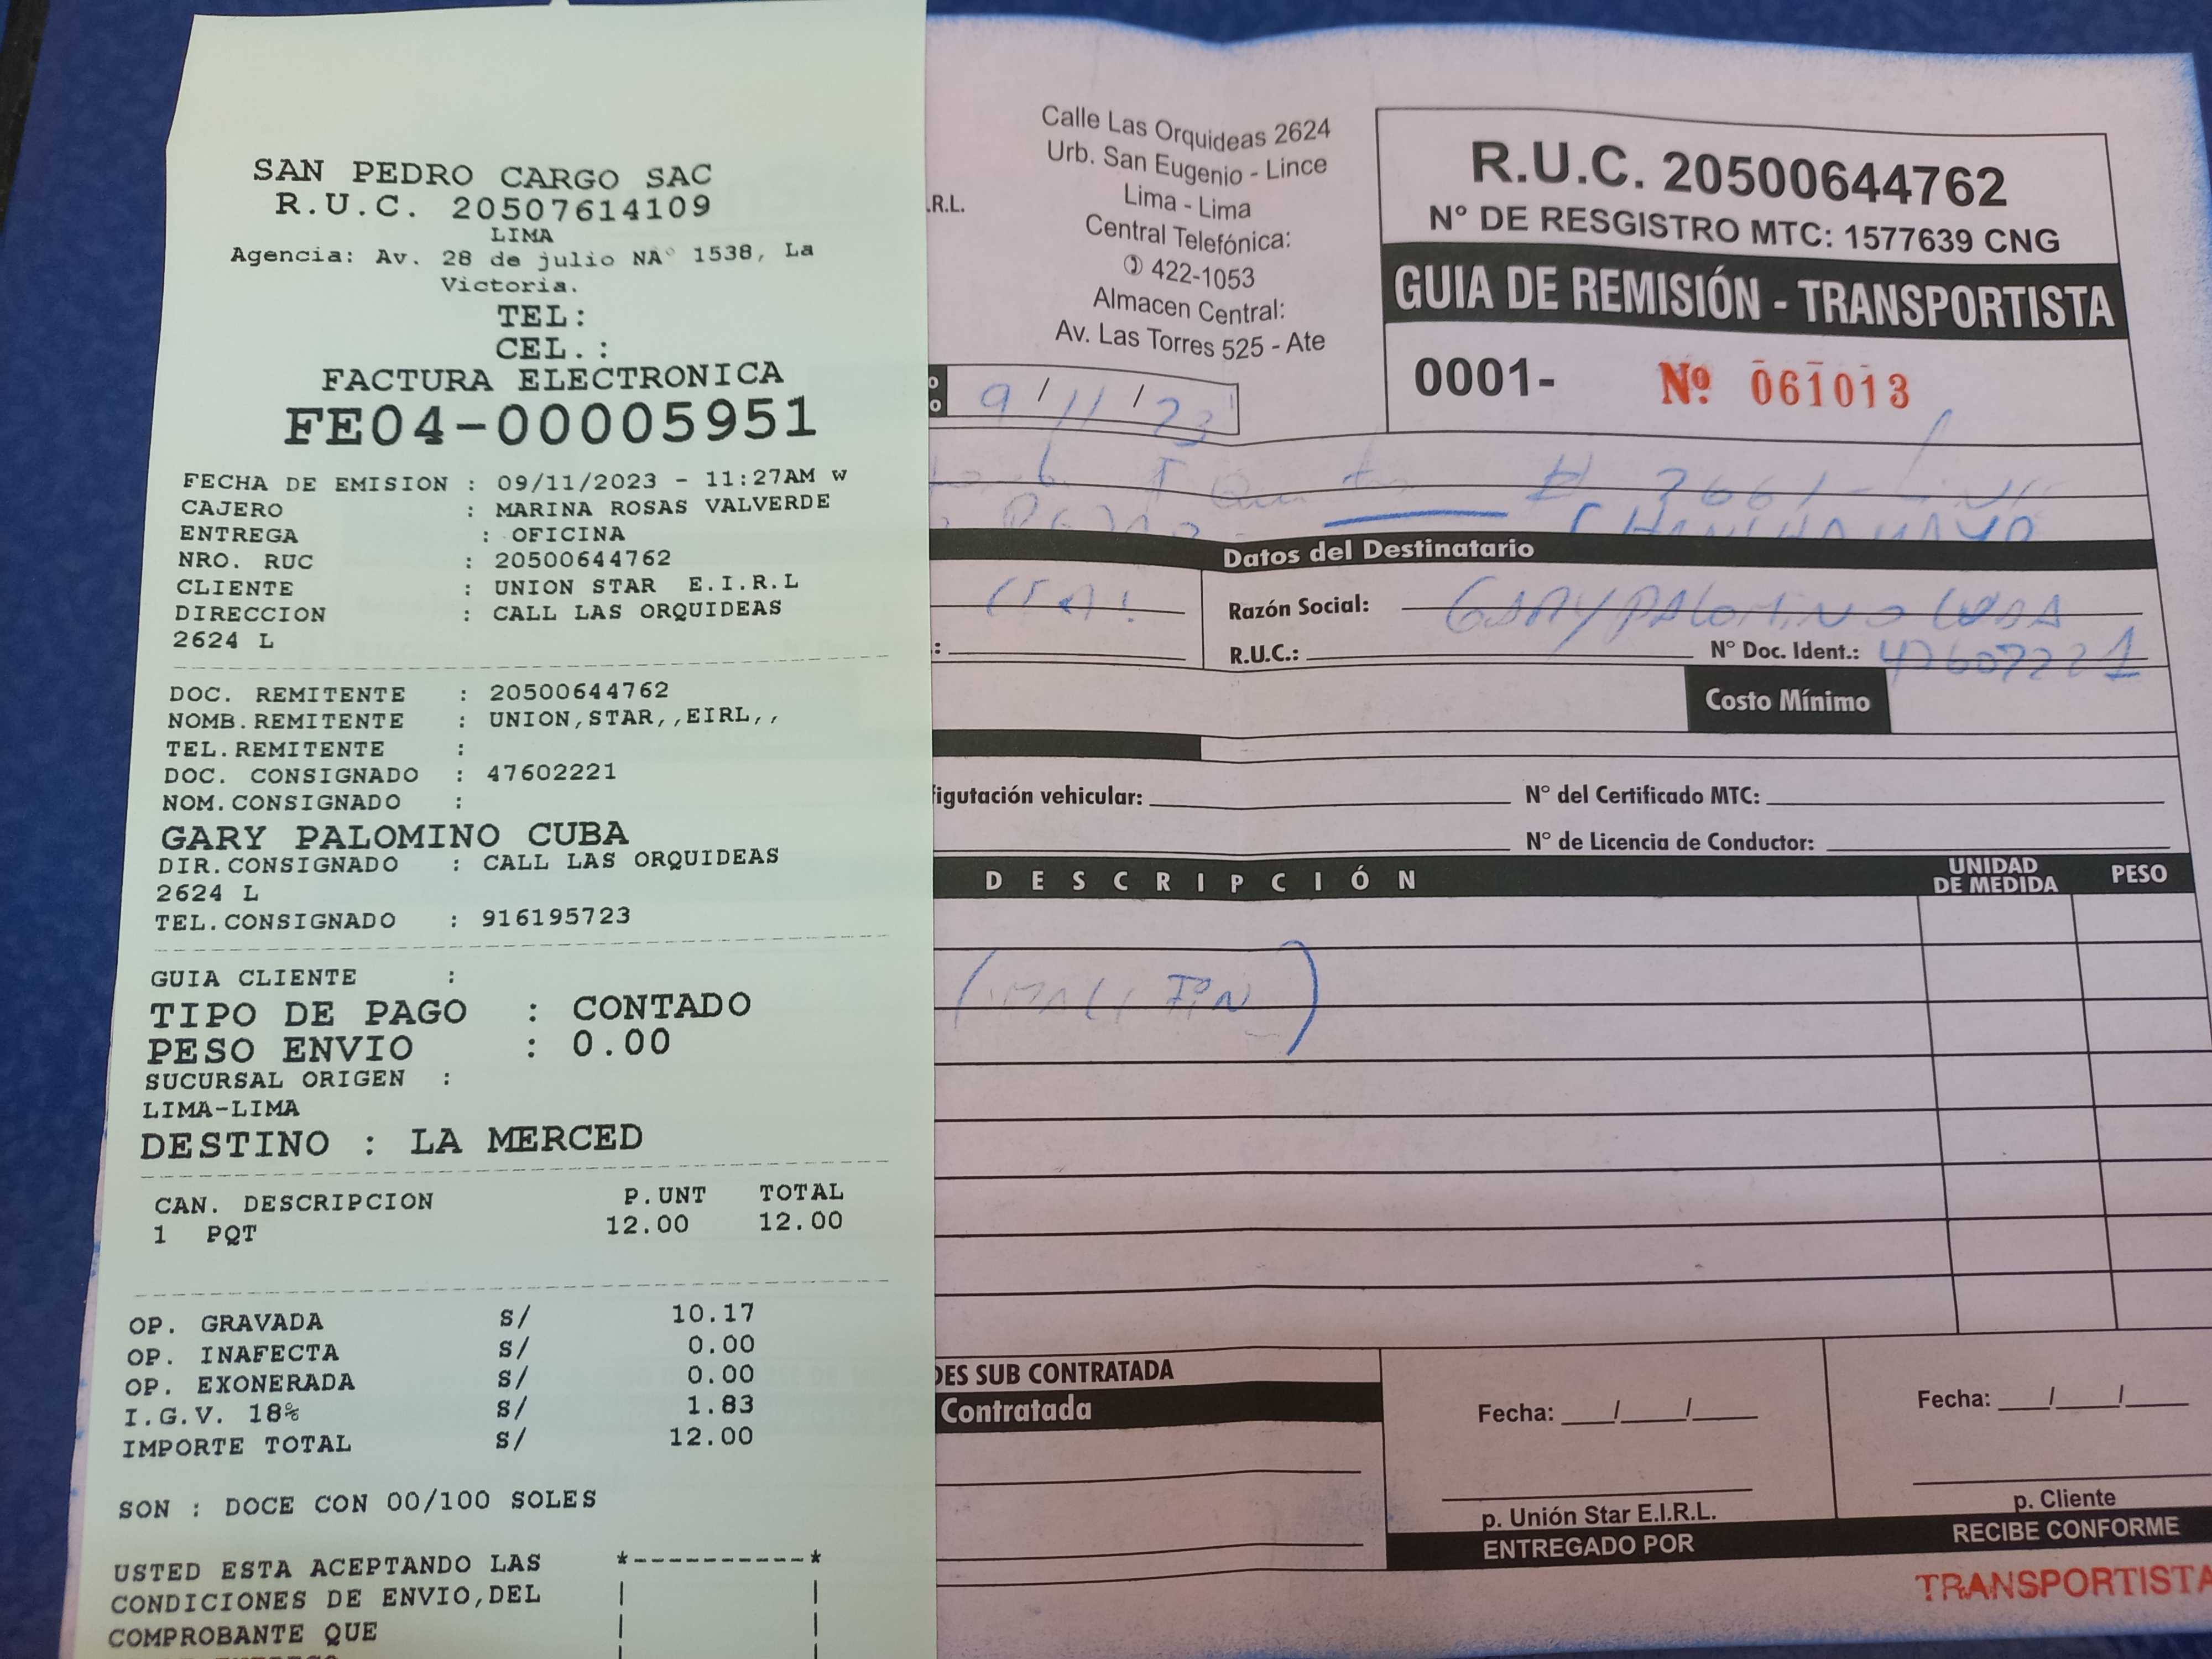 SAN PEDRO CARGO SAC
R.U.C. 20507614109
LIMA
Agencia: Av. 28 de julio NA° 1538, La
Victoria.
TEL:
CEL.:
FACTURA ELECTRONICA
FE04-00005951
FECHA DE EMISION : 09/11/2023 - 11:27AM w
CAJERO : MARINA ROSAS VALVERDE
ENTREGA : OFICINA
NRO. RUC : 20500644762
CLIENTE : UNION STAR E.I.R.L
DIRECCION : CALL LAS ORQUIDEAS
2624 L
DOC. REMITENTE : 20500644762
NOMB.REMITENTE : UNION,STAR,,EIRL,,
TEL.REMITENTE :
DOC. CONSIGNADO : 47602221
NOM.CONSIGNADO :
GARY PALOMINO CUBA
DIR.CONSIGNADO : CALL LAS ORQUIDEAS
2624 L
TEL.CONSIGNADO : 916195723
GUIA CLIENTE :
TIPO DE PAGO : CONTADO
PESO ENVIO : 0.00
SUCURSAL ORIGEN :
LIMA-LIMA
DESTINO : LA MERCED
CAN. DESCRIPCION P.UNT TOTAL
1 PQT 12.00 12.00
OP. GRAVADA S/ 10.17
OP. INAFECTA S/ 0.00
OP. EXONERADA S/ 0.00
I.G.V. 18% S/ 1.83
IMPORTE TOTAL S/ 12.00
SON : DOCE CON 00/100 SOLES
USTED ESTA ACEPTANDO LAS *----------*
CONDICIONES DE ENVIO,DEL | |
COMPROBANTE QUE | |
.R.L.
Calle Las Orquideas 2624
Urb. San Eugenio - Lince
Lima - Lima
Central Telefónica:
422-1053
Almacen Central:
Av. Las Torres 525 - Ate
R.U.C. 20500644762
N° DE RESGISTRO MTC: 1577639 CNG
GUIA DE REMISIÓN - TRANSPORTISTA
0001- Nº 061013
9/11/23
CHANCHAMAYO
Datos del Destinatario
Razón Social: GARY PALOMINO CUBA
R.U.C.: N° Doc. Ident.:
Costo Mínimo
figutación vehicular: N° del Certificado MTC:
N° de Licencia de Conductor:
DESCRIPCIÓN UNIDAD DE MEDIDA PESO
DES SUB CONTRATADA
Contratada
Fecha: ___/___/___
p. Unión Star E.I.R.L.
ENTREGADO POR
Fecha: ___/___/___
p. Cliente
RECIBE CONFORME
TRANSPORTISTA